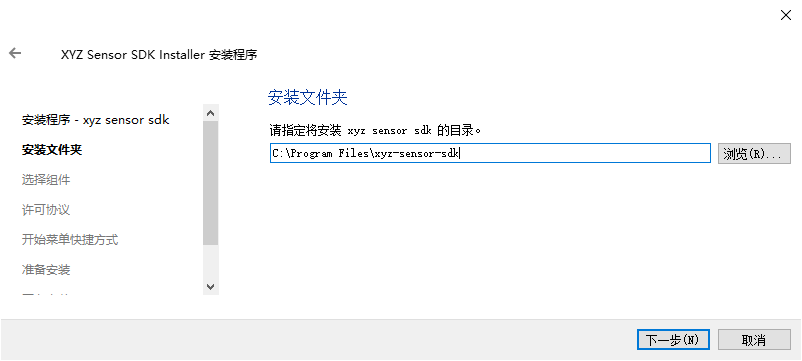 XYZ Sensor SDK Installer 安装程序
安装程序 - xyz sensor sdk
安装文件夹
选择组件
许可协议
开始菜单快捷方式
准备安装
安装文件夹
请指定将安装 xyz sensor sdk 的目录。
C:\Program Files\xyz-sensor-sdk
浏览(R)...
下一步(N)
取消